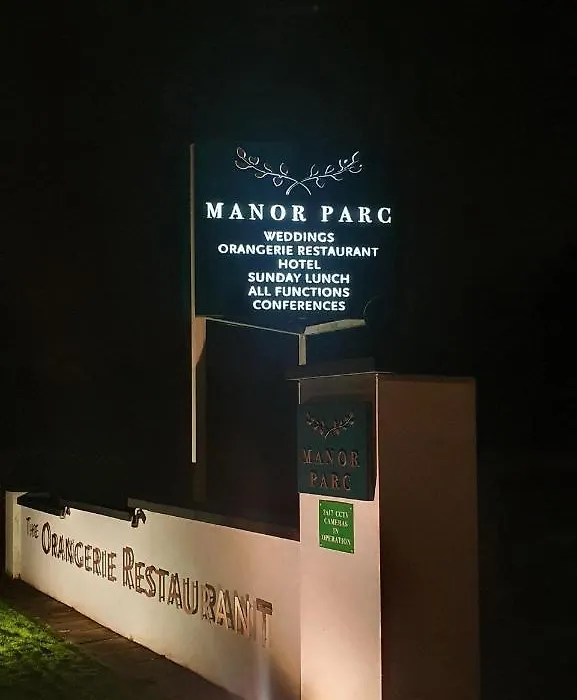 MANOR PARC
WEDDINGS
ORANGERIE RESTAURANT
HOTEL
SUNDAY LUNCH
ALL FUNCTIONS
CONFERENCES
MANOR
PARC
24/7 CCTV
CAMERAS
IN
OPERATION
THE ORANGERIE RESTAURANT